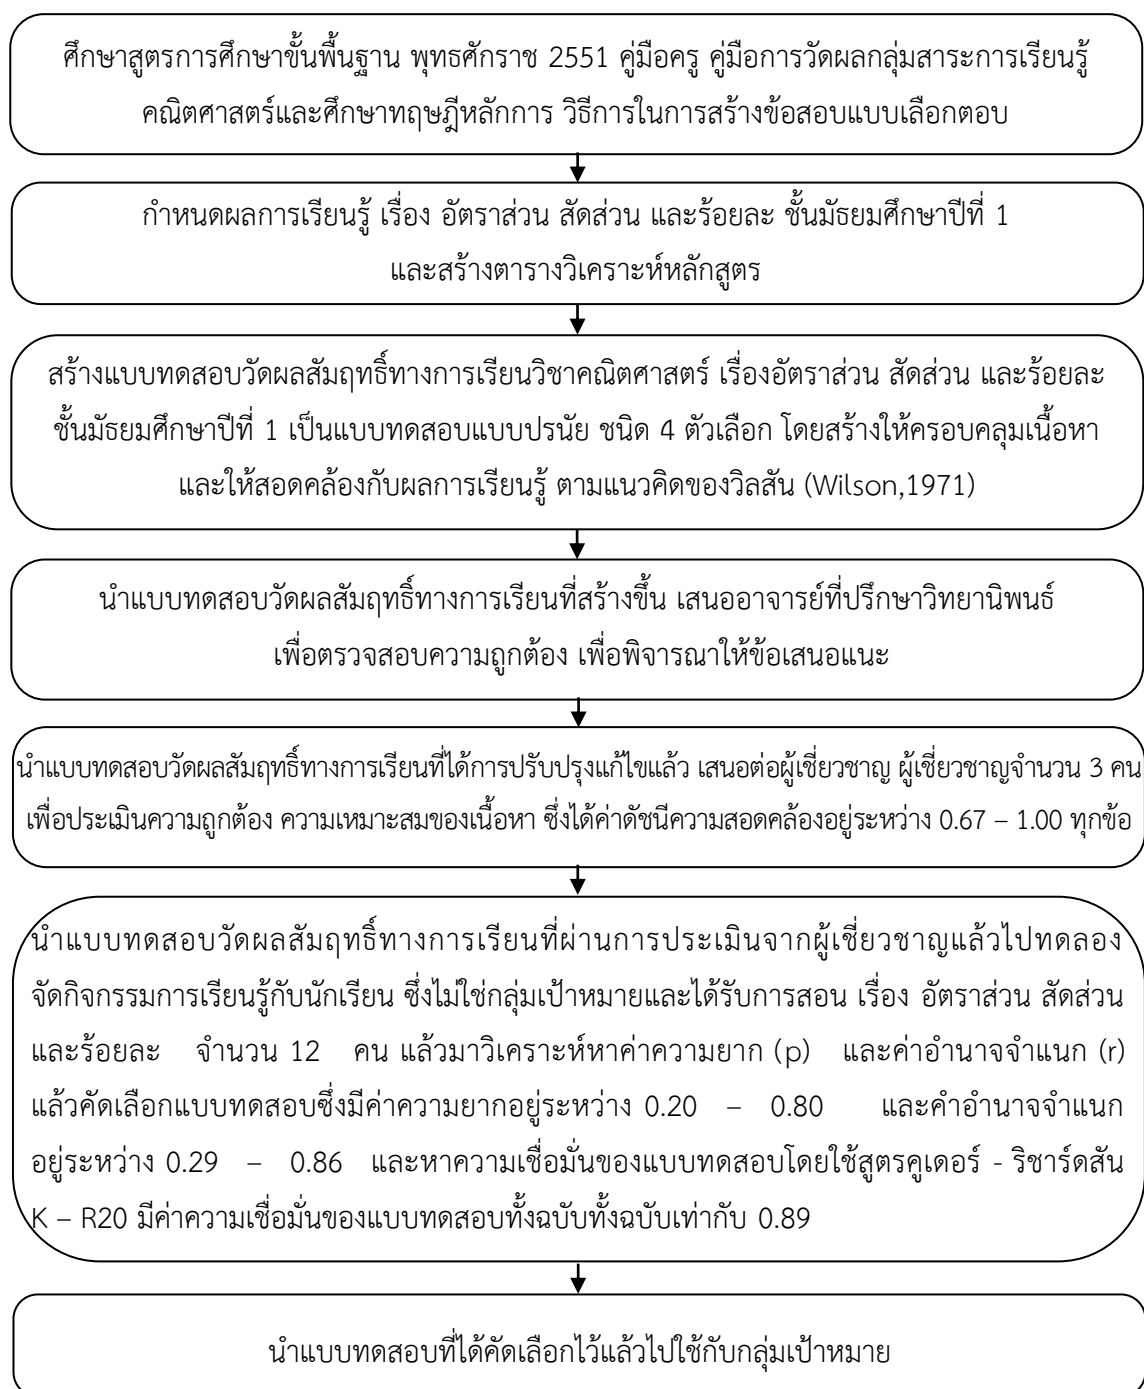 ศึกษาสูตรการศึกษาขั้นพื้นฐาน พุทธศักราช 2551 คู่มือครู คู่มือการวัดผลกลุ่มสาระการเรียนรู้
คณิตศาสตร์และศึกษาทฤษฎีหลักการ วิธีการในการสร้างข้อสอบแบบเลือกตอบ
กำหนดผลการเรียนรู้ เรื่อง อัตราส่วน สัดส่วน และร้อยละ ชั้นมัธยมศึกษาปีที่ 1
และสร้างตารางวิเคราะห์หลักสูตร
สร้างแบบทดสอบวัดผลสัมฤทธิ์ทางการเรียนวิชาคณิตศาสตร์ เรื่องอัตราส่วน สัดส่วน และร้อยละ
ชั้นมัธยมศึกษาปีที่ 1 เป็นแบบทดสอบแบบปรนัย ชนิด 4 ตัวเลือก โดยสร้างให้ครอบคลุมเนื้อหา
และให้สอดคล้องกับผลการเรียนรู้ ตามแนวคิดของวิลสัน (Wilson,1971)
นำแบบทดสอบวัดผลสัมฤทธิ์ทางการเรียนที่สร้างขึ้น เสนออาจารย์ที่ปรึกษาวิทยานิพนธ์
เพื่อตรวจสอบความถูกต้อง เพื่อพิจารณาให้ข้อเสนอแนะ
นำแบบทดสอบวัดผลสัมฤทธิ์ทางการเรียนที่ได้การปรับปรุงแก้ไขแล้ว เสนอต่อผู้เชี่ยวชาญ ผู้เชี่ยวชาญจำนวน 3 คน
เพื่อประเมินความถูกต้อง ความเหมาะสมของเนื้อหา ซึ่งได้ค่าดัชนีความสอดคล้องอยู่ระหว่าง 0.67 – 1.00 ทุกข้อ
นำแบบทดสอบวัดผลสัมฤทธิ์ทางการเรียนที่ผ่านการประเมินจากผู้เชี่ยวชาญแล้วไปทดลอง
จัดกิจกรรมการเรียนรู้กับนักเรียน ซึ่งไม่ใช่กลุ่มเป้าหมายและได้รับการสอน เรื่อง อัตราส่วน สัดส่วน
และร้อยละ จำนวน 12 คน แล้วมาวิเคราะห์หาค่าความยาก (p) และค่าอำนาจจำแนก (r)
แล้วคัดเลือกแบบทดสอบซึ่งมีค่าความยากอยู่ระหว่าง 0.20 – 0.80 และคำอำนาจจำแนก
อยู่ระหว่าง 0.29 – 0.86 และหาความเชื่อมั่นของแบบทดสอบโดยใช้สูตรคูเดอร์ - ริชาร์ดสัน
K – R20 มีค่าความเชื่อมั่นของแบบทดสอบทั้งฉบับทั้งฉบับเท่ากับ 0.89
นำแบบทดสอบที่ได้คัดเลือกไว้แล้วไปใช้กับกลุ่มเป้าหมาย